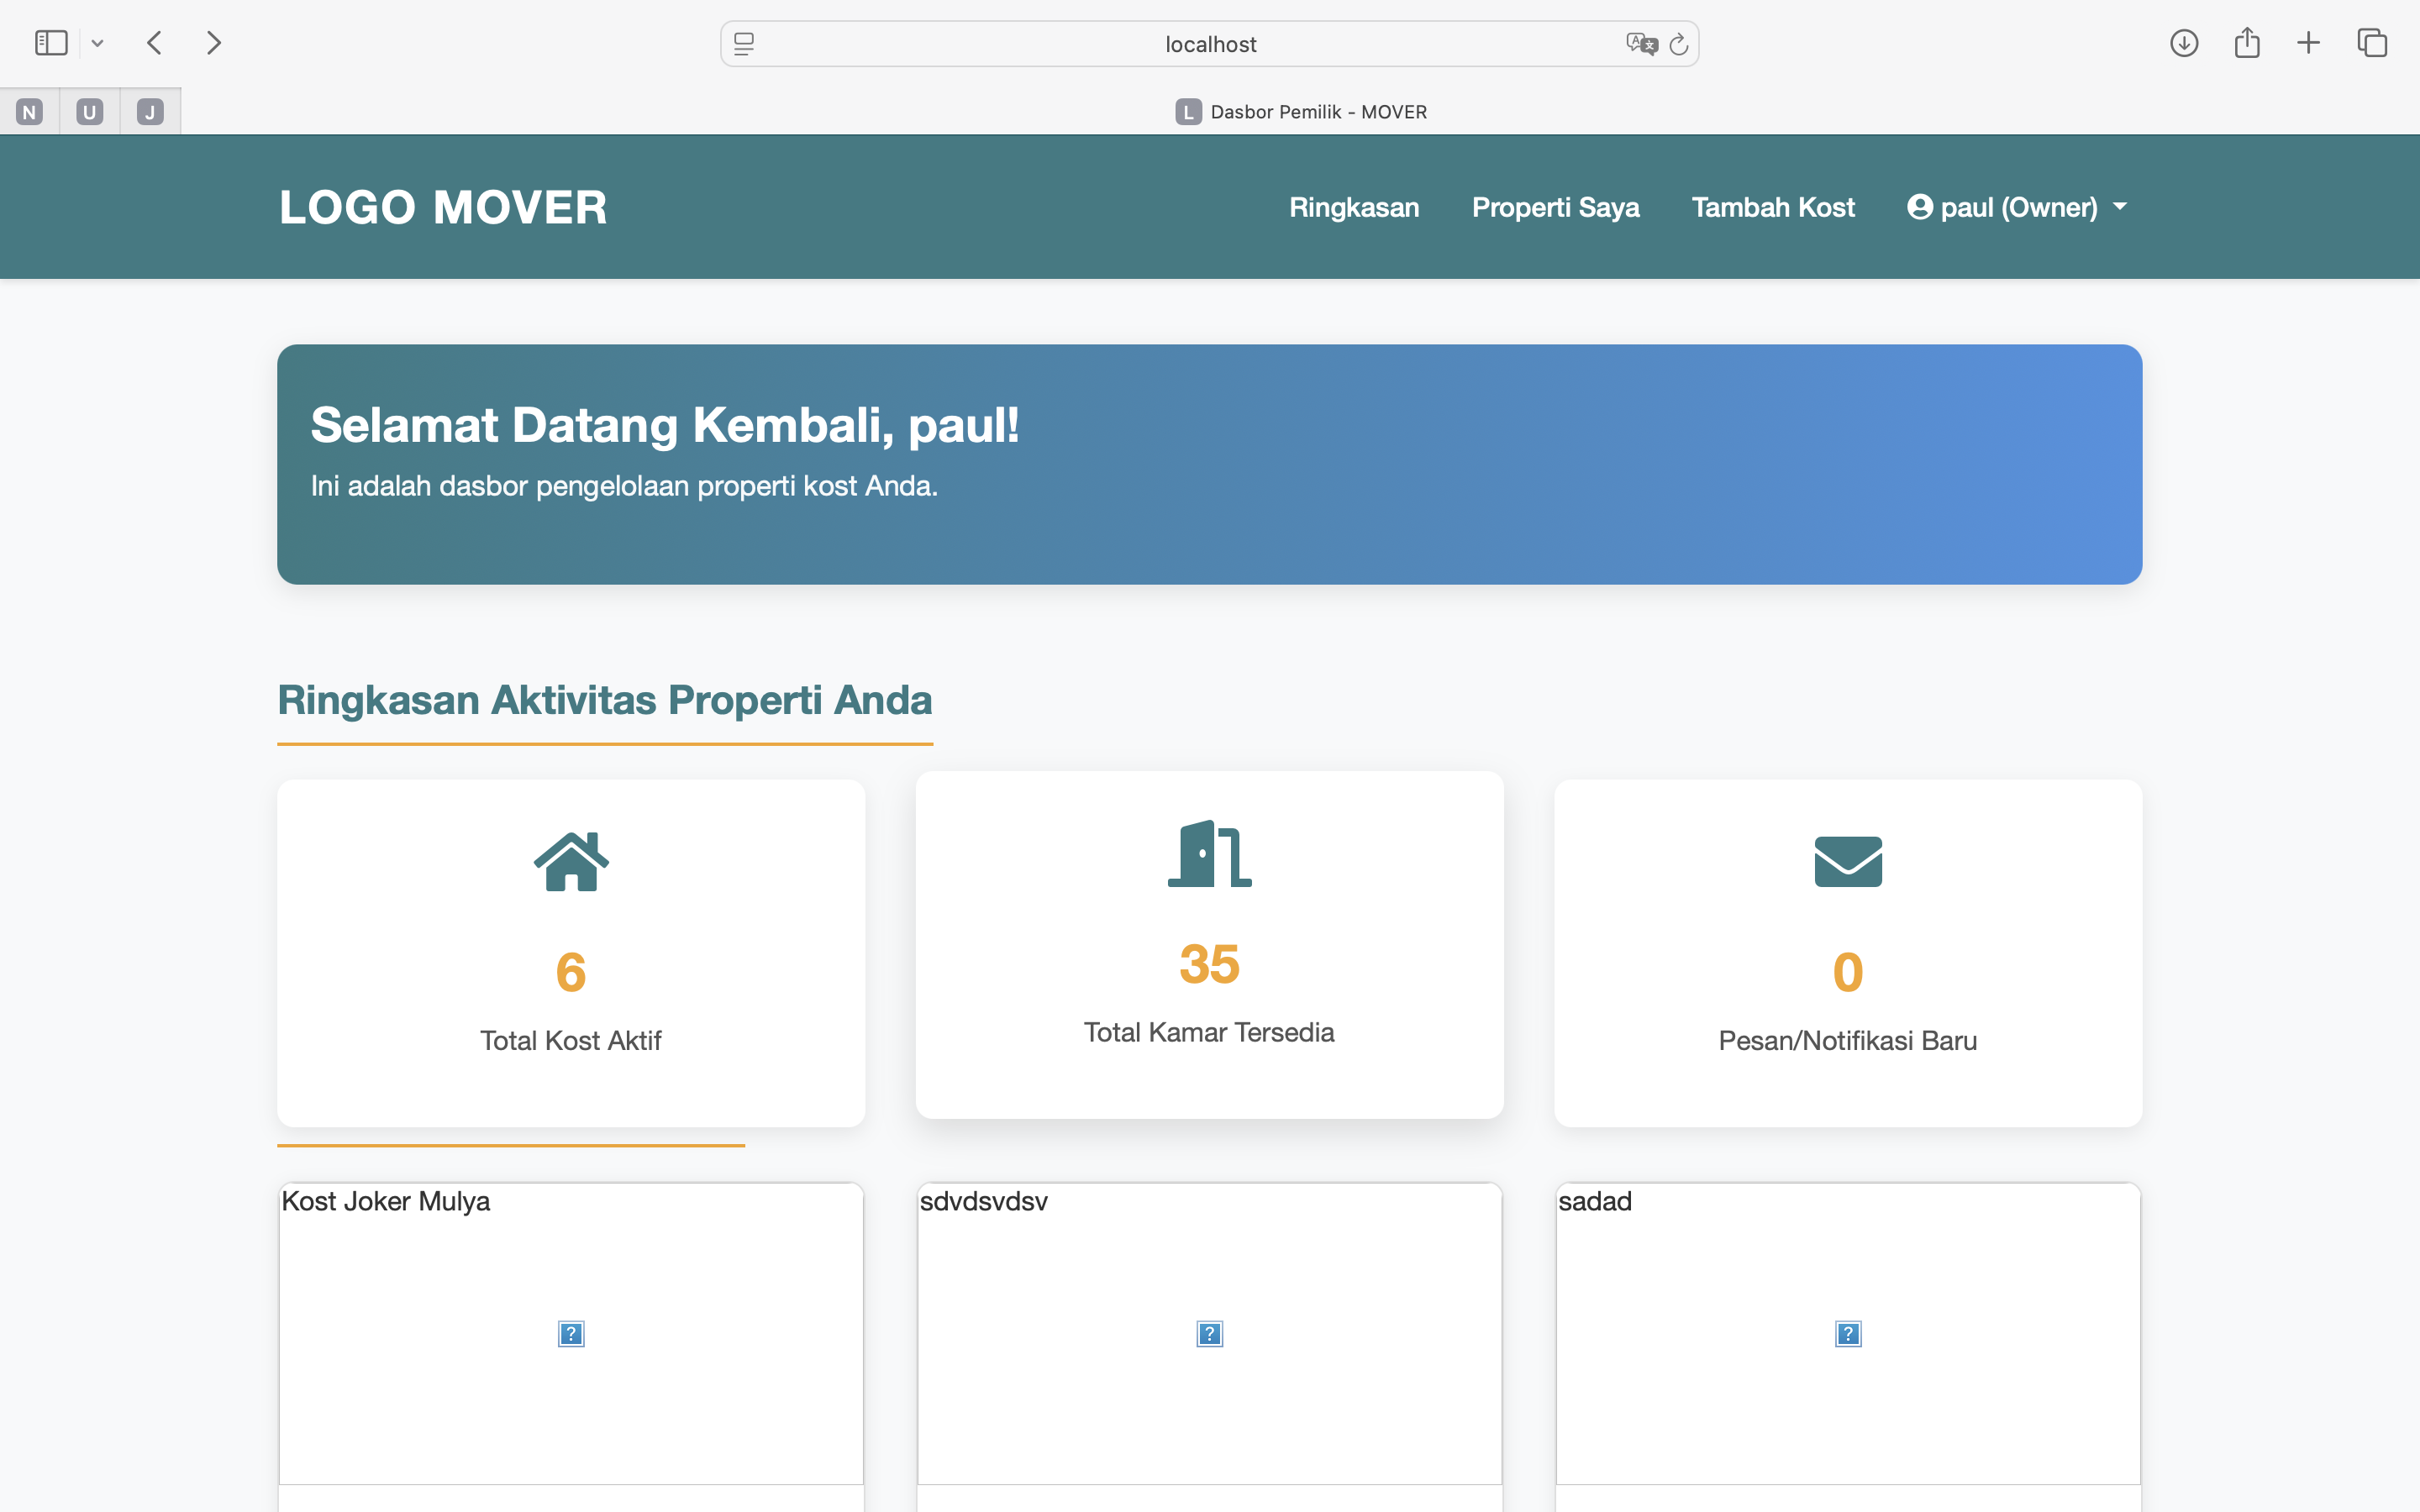 localhost
N
U
J
L Dasbor Pemilik - MOVER
LOGO MOVER
Ringkasan
Properti Saya
Tambah Kost
paul (Owner)
Selamat Datang Kembali, paul!
Ini adalah dasbor pengelolaan properti kost Anda.
Ringkasan Aktivitas Properti Anda
6
Total Kost Aktif
35
Total Kamar Tersedia
0
Pesan/Notifikasi Baru
Kost Joker Mulya
?
sdvdsvdsv
?
sadad
?